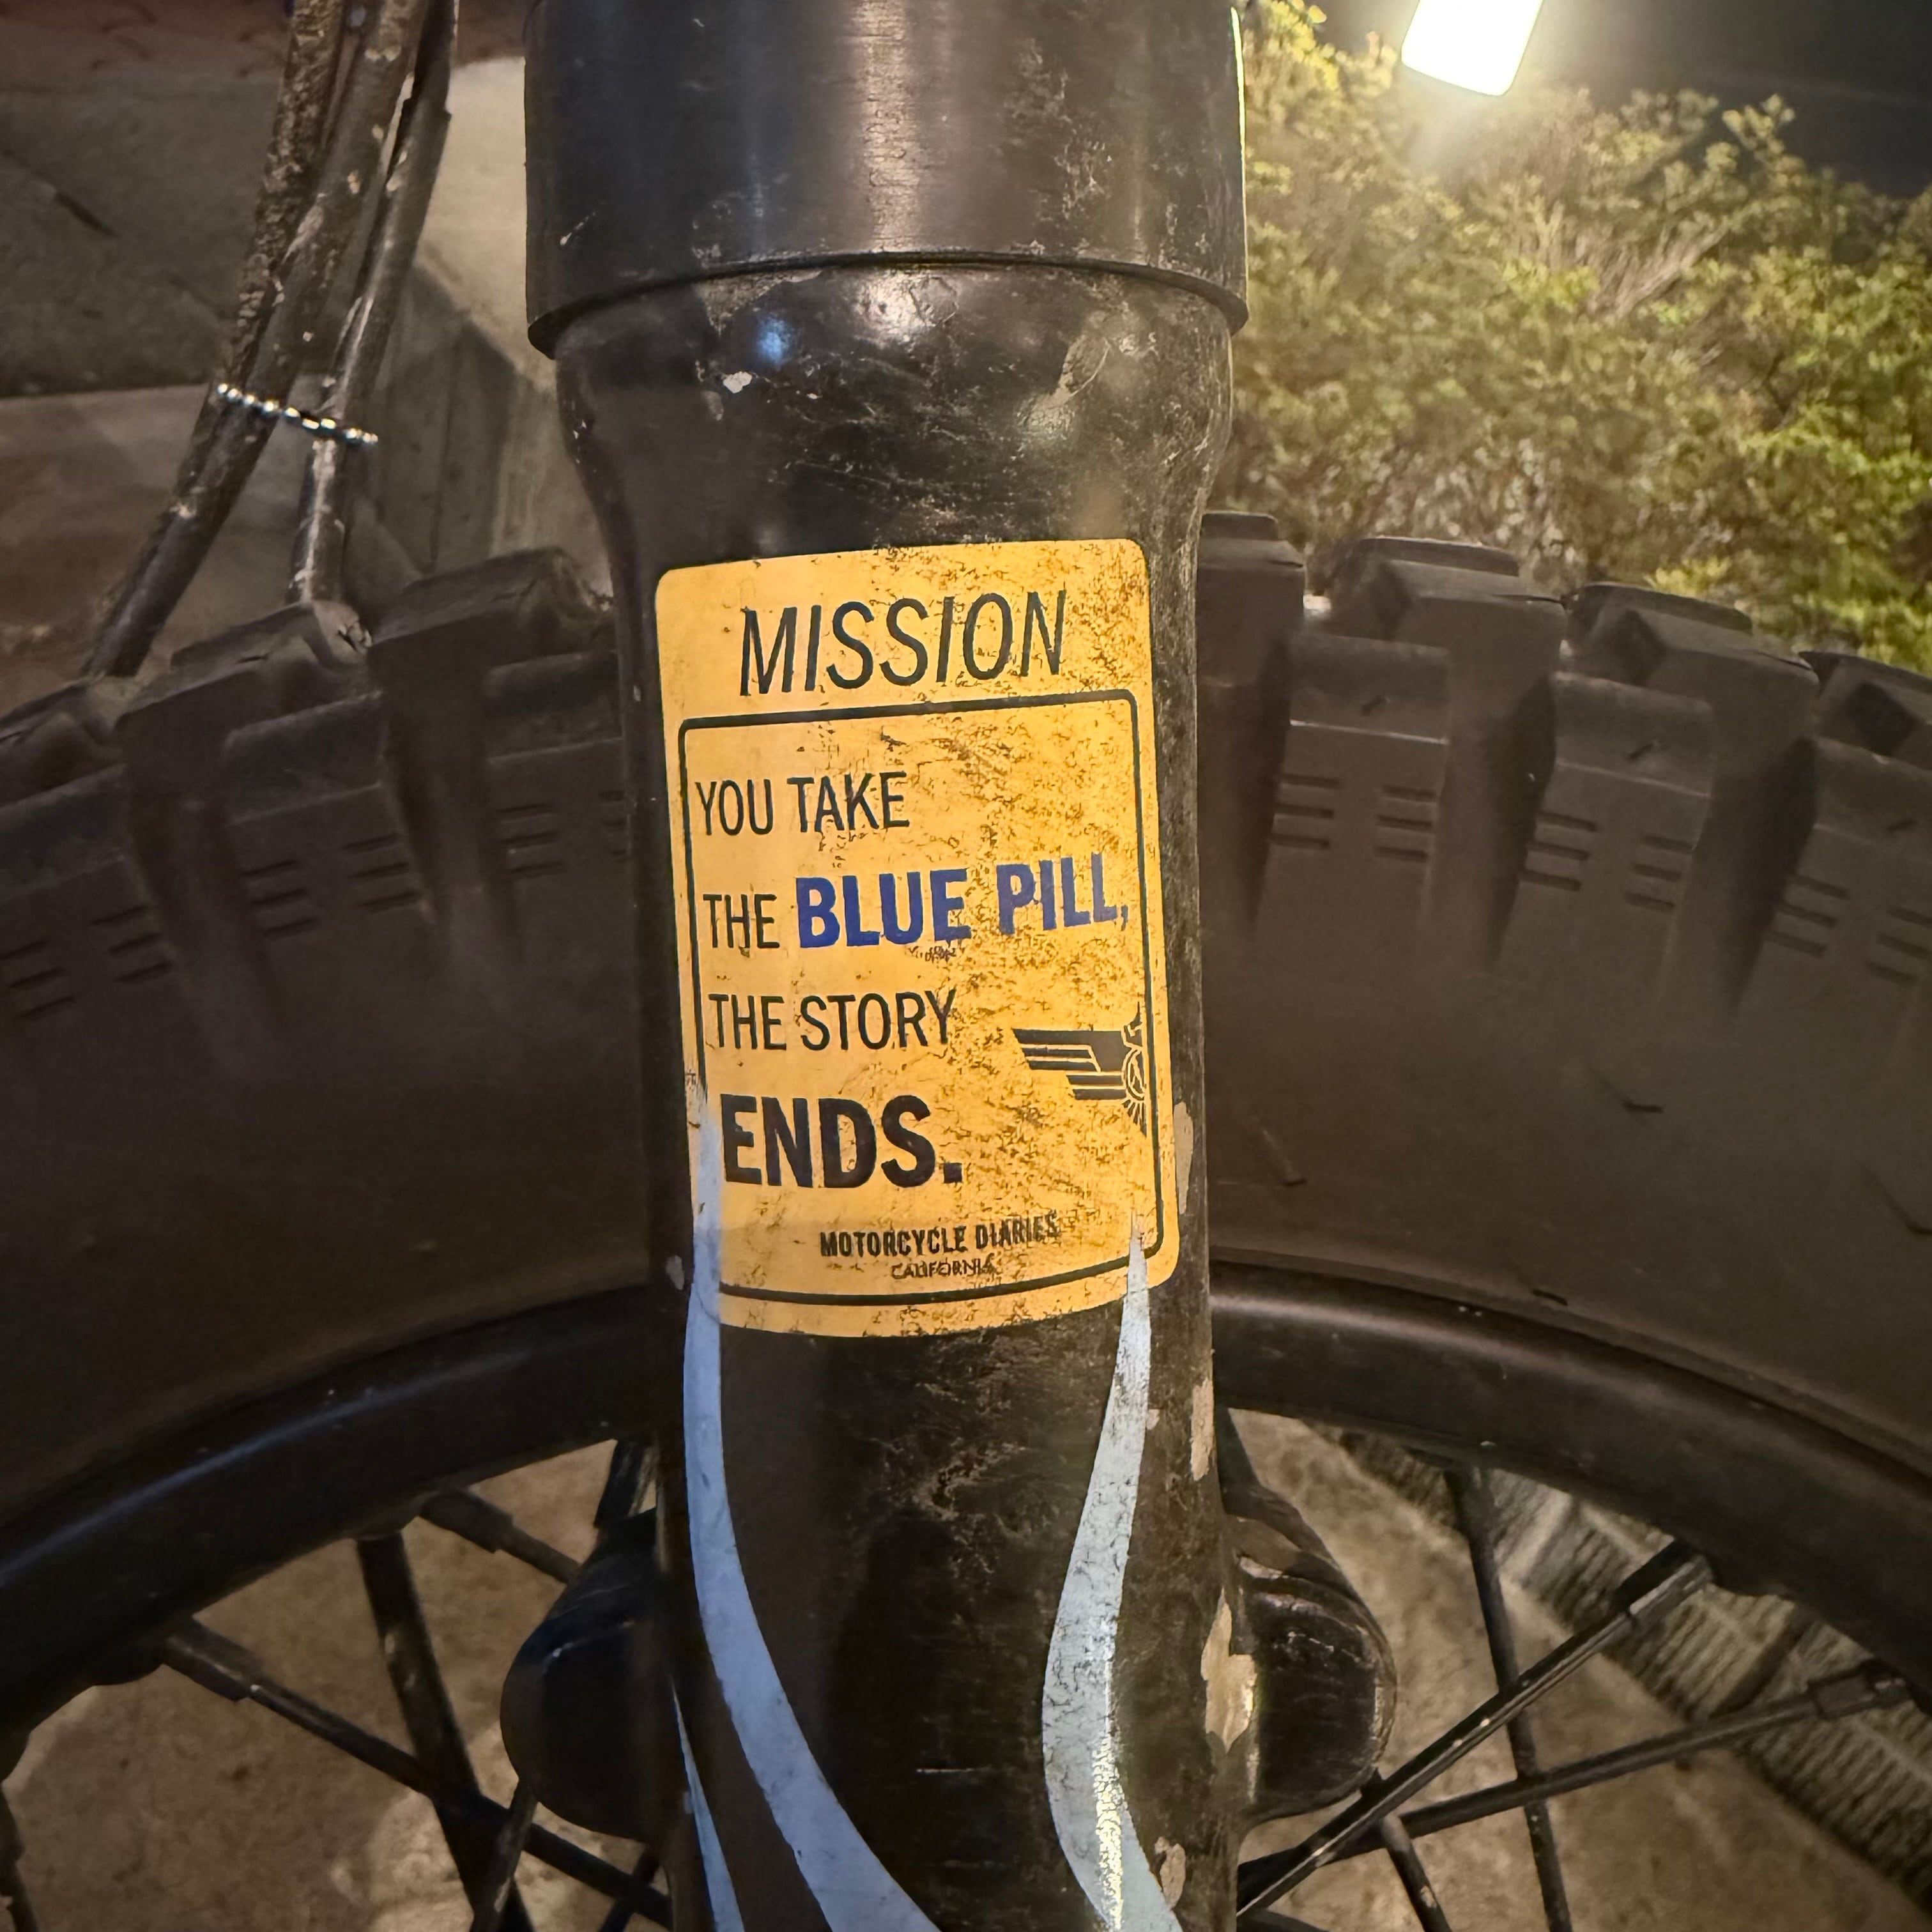 MISSION
YOU TAKE
THE BLUE PILL,
THE STORY
ENDS.
MOTORCYCLE DIARIES
CALIFORNIA